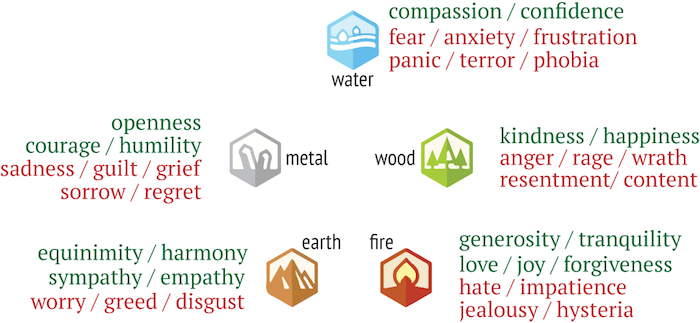 compassion / confidence
fear / anxiety / frustration
panic / terror / phobia
water
openness
courage / humility
sadness / guilt / grief
sorrow / regret
metal
wood
kindness / happiness
anger / rage / wrath
resentment/ content
equinimity / harmony
sympathy / empathy
worry / greed / disgust
earth
fire
generosity / tranquility
love / joy / forgiveness
hate / impatience
jealousy / hysteria